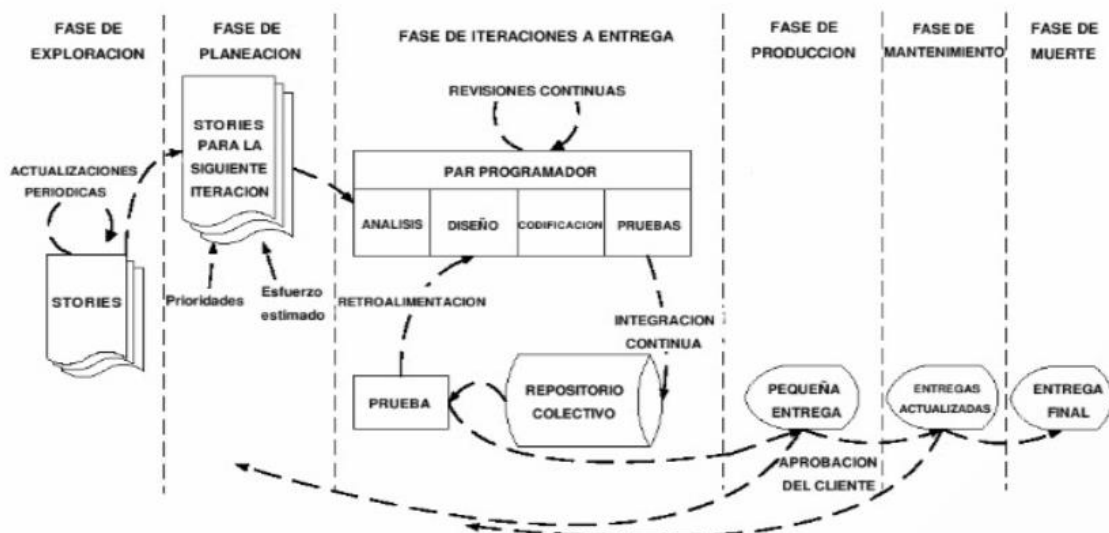 FASE DE
EXPLORACION
FASE DE
PLANEACION
FASE DE ITERACIONES A ENTREGA
FASE DE
PRODUCCION
FASE DE
MANTENIMIENTO
FASE DE
MUERTE
ACTUALIZACIONES
PERIODICAS
STORIES
STORIES
PARA LA
SIGUIENTE
ITERACION
Prioridades
Esfuerzo
estimado
REVISIONES CONTINUAS
PAR PROGRAMADOR
ANALISIS
DISEÑO
CODIFICACION
PRUEBAS
RETROALIMENTACION
INTEGRACION
CONTINUA
PRUEBA
REPOSITORIO
COLECTIVO
PEQUEÑA
ENTREGA
ENTREGAS
ACTUALIZADAS
ENTREGA
FINAL
APROBACION
DEL CLIENTE